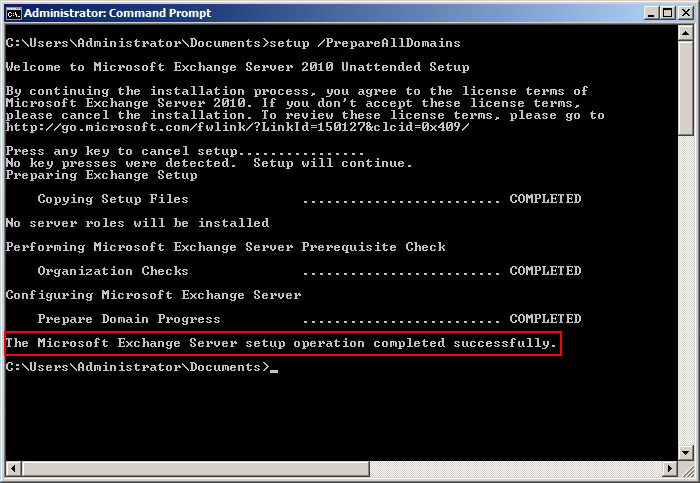 Administrator: Command Prompt
C:\Users\Administrator\Documents>setup /PrepareAllDomains
Welcome to Microsoft Exchange Server 2010 Unattended Setup
By continuing the installation process, you agree to the license terms of
Microsoft Exchange Server 2010. If you don't accept these license terms,
please cancel the installation. To review these license terms, please go to
http://go.microsoft.com/fwlink/?LinkId=150127&clcid=0x409/
Press any key to cancel setup................
No key presses were detected.  Setup will continue.
Preparing Exchange Setup
Copying Setup Files ......................... COMPLETED
No server roles will be installed
Performing Microsoft Exchange Server Prerequisite Check
Organization Checks ......................... COMPLETED
Configuring Microsoft Exchange Server
Prepare Domain Progress ......................... COMPLETED
The Microsoft Exchange Server setup operation completed successfully.
C:\Users\Administrator\Documents>_